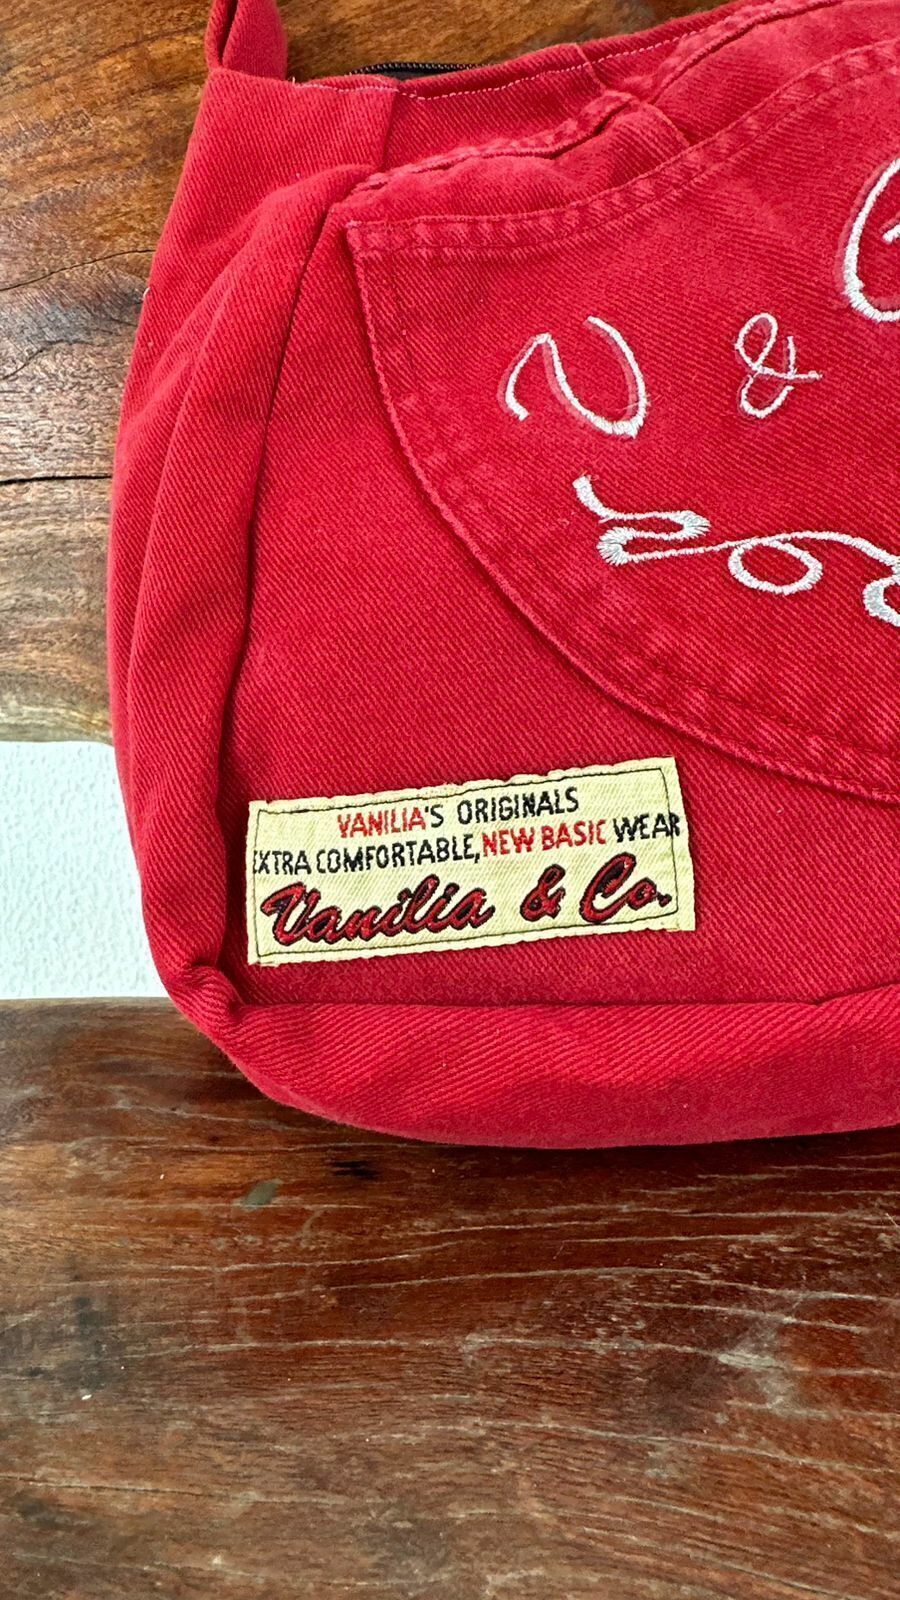 V &
VANILIA'S ORIGINALS
EXTRA COMFORTABLE, NEW BASIC WEAR
Vanilia & Co.